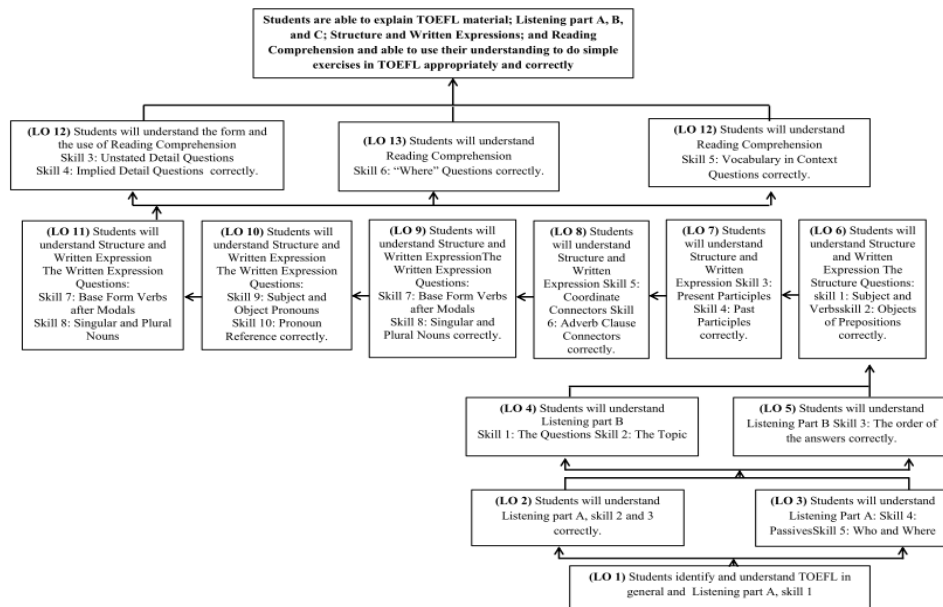 Students are able to explain TOEFL material; Listening part A, B,
and C; Structure and Written Expressions; and Reading
Comprehension and able to use their understanding to do simple
exercises in TOEFL appropriately and correctly
(LO 12) Students will understand the form and
the use of Reading Comprehension
Skill 3: Unstated Detail Questions
Skill 4: Implied Detail Questions correctly.
(LO 13) Students will understand
Reading Comprehension
Skill 6: “Where” Questions correctly.
(LO 12) Students will understand
Reading Comprehension
Skill 5: Vocabulary in Context
Questions correctly.
(LO 11) Students will
understand Structure and
Written Expression
The Written Expression
Questions:
Skill 7: Base Form Verbs
after Modals
Skill 8: Singular and
Plural Nouns
(LO 10) Students will
understand Structure and
Written Expression
The Written Expression
Questions:
Skill 9: Subject and
Object Pronouns
Skill 10: Pronoun
Reference correctly.
(LO 9) Students will
understand Structure and
Written ExpressionThe
Written Expression
Questions:
Skill 7: Base Form Verbs
after Modals
Skill 8: Singular and
Plural Nouns correctly.
(LO 8) Students
will understand
Structure and
Written
Expression Skill 5:
Coordinate
Connectors Skill
6: Adverb Clause
Connectors
correctly.
(LO 7) Students
will understand
Structure and
Written
Expression Skill 3:
Present Participles
Skill 4: Past
Participles
correctly.
(LO 6) Students will
understand Structure
and Written
Expression The
Structure Questions:
skill 1: Subject and
Verbsskill 2: Objects
of Prepositions
correctly.
(LO 4) Students will understand
Listening part B
Skill 1: The Questions Skill 2: The Topic
(LO 5) Students will understand
Listening Part B Skill 3: The order of
the answers correctly.
(LO 2) Students will understand
Listening part A, skill 2 and 3
correctly.
(LO 3) Students will understand
Listening Part A: Skill 4:
PassivesSkill 5: Who and Where
(LO 1) Students identify and understand TOEFL in
general and Listening part A, skill 1